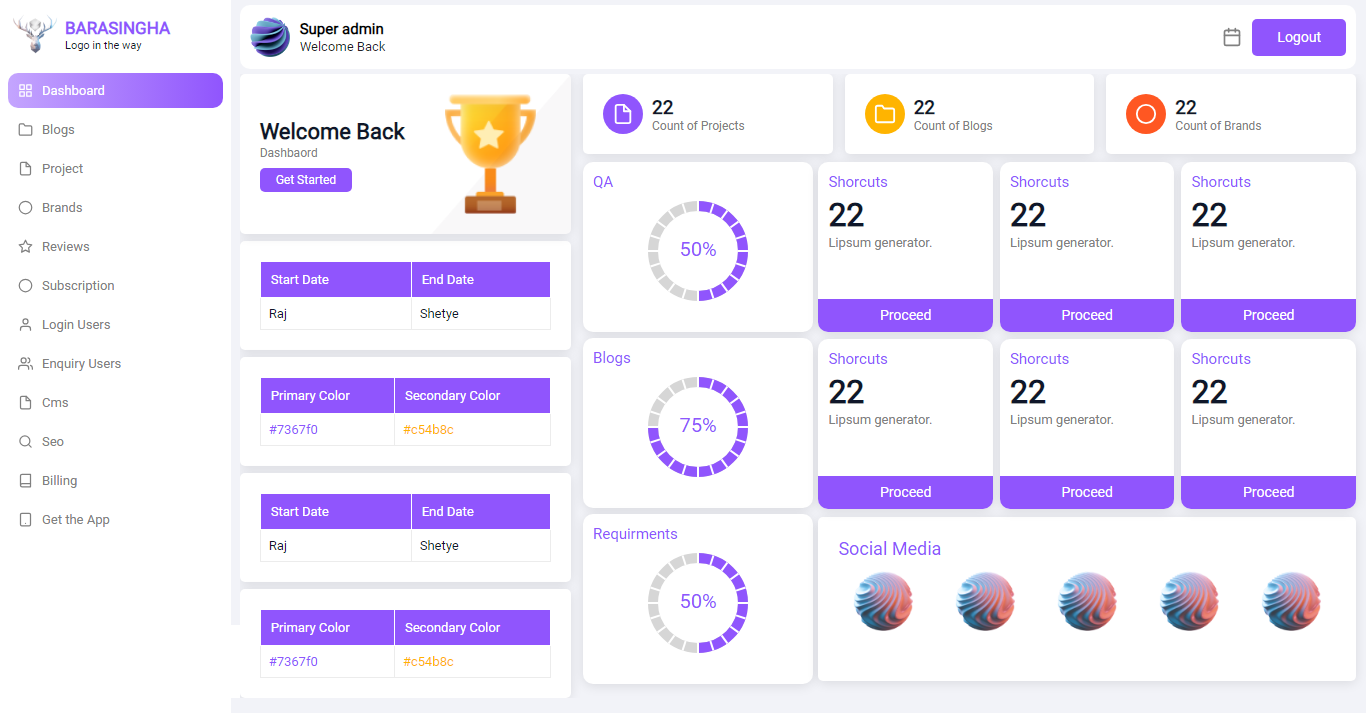 BARASINGHA
Logo in the way
Dashboard
Blogs
Project
Brands
Reviews
Subscription
Login Users
Enquiry Users
Cms
Seo
Billing
Get the App
Super admin
Welcome Back
Logout
Welcome Back
Dashbaord
Get Started
Start Date End Date
Raj Shetye
Primary Color Secondary Color
#7367f0 #c54b8c
Start Date End Date
Raj Shetye
Primary Color Secondary Color
#7367f0 #c54b8c
22
Count of Projects
22
Count of Blogs
22
Count of Brands
QA
50%
Blogs
75%
Requirments
50%
Shorcuts
22
Lipsum generator.
Proceed
Shorcuts
22
Lipsum generator.
Proceed
Shorcuts
22
Lipsum generator.
Proceed
Shorcuts
22
Lipsum generator.
Proceed
Shorcuts
22
Lipsum generator.
Proceed
Shorcuts
22
Lipsum generator.
Proceed
Social Media